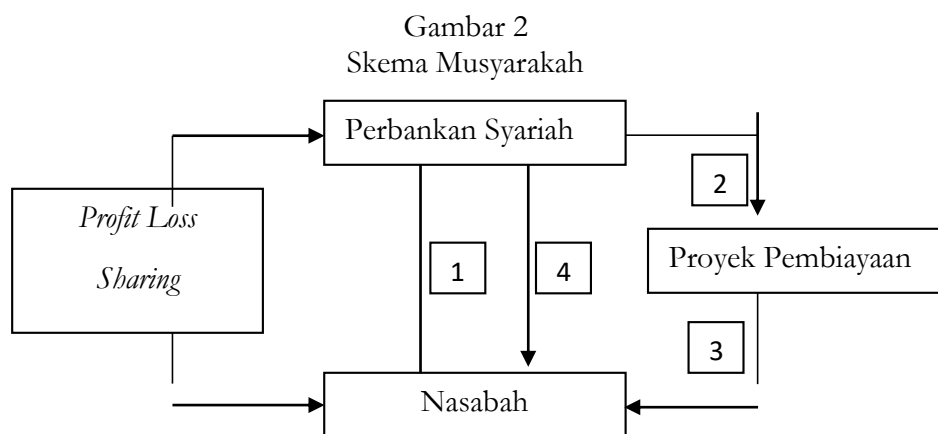 Gambar 2
Skema Musyarakah
Perbankan Syariah
2
Profit Loss
Sharing
1
4
Proyek Pembiayaan
3
Nasabah